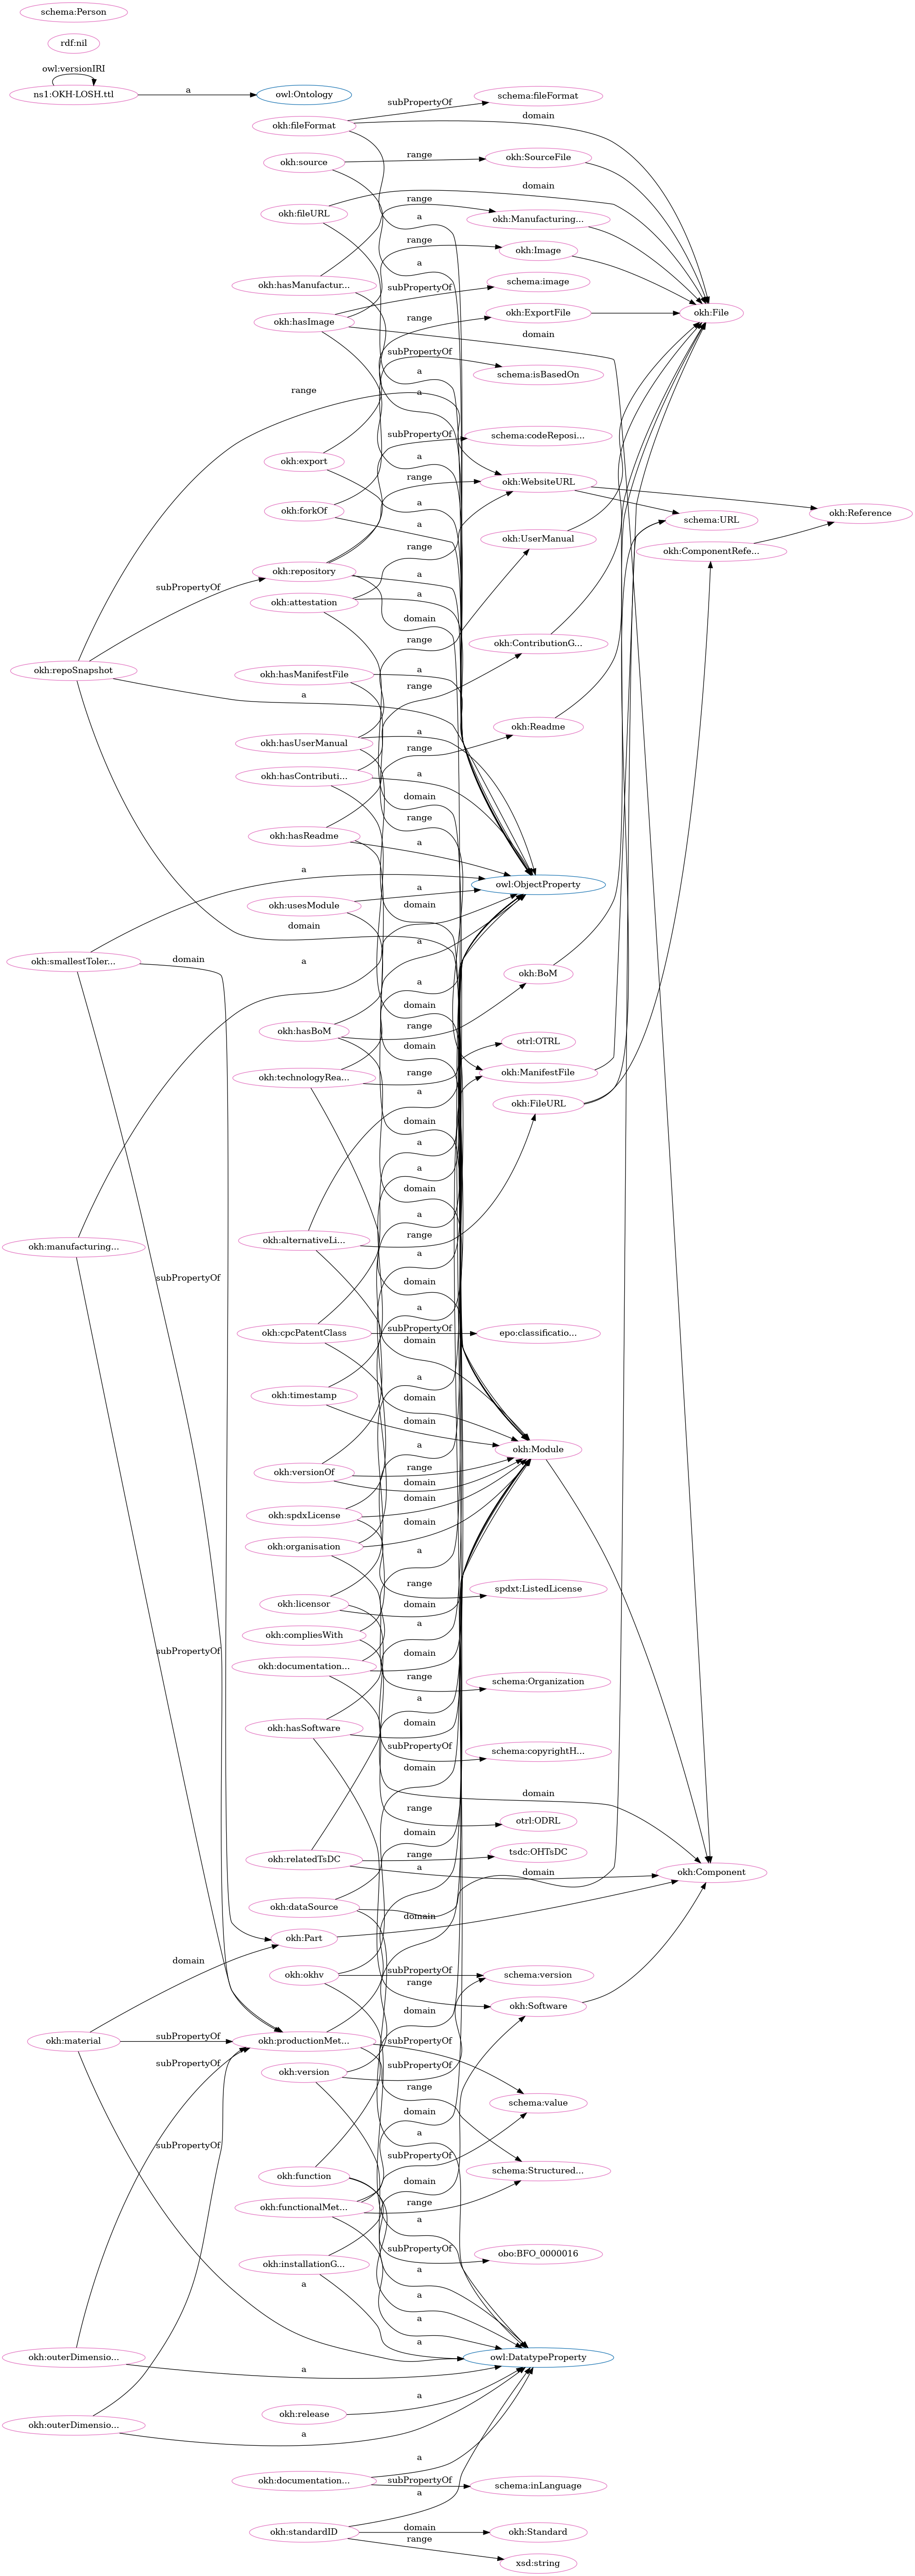 schema:Person
rdf:nil
owl:versionIRI
ns1:OKH-LOSH.ttl
a
owl:Ontology
okh:fileFormat
subPropertyOf
schema:fileFormat
domain
okh:source
range
okh:SourceFile
okh:fileURL
domain
range
okh:Manufacturing...
a
okh:hasManufactur...
range
okh:Image
a
okh:hasImage
subPropertyOf
schema:image
okh:File
range
okh:ExportFile
domain
subPropertyOf
schema:isBasedOn
a
range
a
okh:export
subPropertyOf
schema:codeReposi...
a
okh:forkOf
range
okh:WebsiteURL
a
okh:Reference
schema:URL
a
okh:UserManual
range
okh:ComponentRefe...
okh:repository
a
subPropertyOf
okh:attestation
a
domain
okh:ContributionG...
range
okh:repoSnapshot
okh:hasManifestFile
a
range
a
okh:Readme
okh:hasUserManual
a
range
okh:hasContributi...
a
domain
range
okh:hasReadme
a
a
okh:usesModule
a
owl:ObjectProperty
domain
domain
a
okh:smallestToler...
domain
a
okh:BoM
a
domain
okh:hasBoM
range
otrl:OTRL
domain
okh:technologyRea...
range
okh:ManifestFile
a
okh:FileURL
domain
a
a
domain
a
okh:manufacturing...
okh:alternativeLi...
range
a
subPropertyOf
domain
a
okh:cpcPatentClass
subPropertyOf
epo:classificatio...
domain
a
okh:timestamp
domain
domain
a
okh:Module
okh:versionOf
range
domain
domain
okh:spdxLicense
domain
okh:organisation
a
range
spdxt:ListedLicense
okh:licensor
domain
a
okh:compliesWith
subPropertyOf
domain
okh:documentation...
range
schema:Organization
a
okh:hasSoftware
domain
subPropertyOf
schema:copyrightH...
domain
domain
range
otrl:ODRL
domain
okh:relatedTsDC
range
tsdc:OHTsDC
a
domain
okh:Component
okh:dataSource
domain
okh:Part
domain
okh:okhv
subPropertyOf
schema:version
range
okh:Software
domain
okh:material
subPropertyOf
okh:productionMet...
subPropertyOf
subPropertyOf
okh:version
subPropertyOf
range
schema:value
domain
a
subPropertyOf
subPropertyOf
schema:Structured...
okh:function
domain
okh:functionalMet...
range
a
subPropertyOf
obo:BFO_0000016
okh:installationG...
a
a
a
a
a
okh:outerDimensio...
a
owl:DatatypeProperty
a
okh:release
okh:outerDimensio...
a
a
okh:documentation...
subPropertyOf
schema:inLanguage
a
okh:standardID
domain
okh:Standard
range
xsd:string